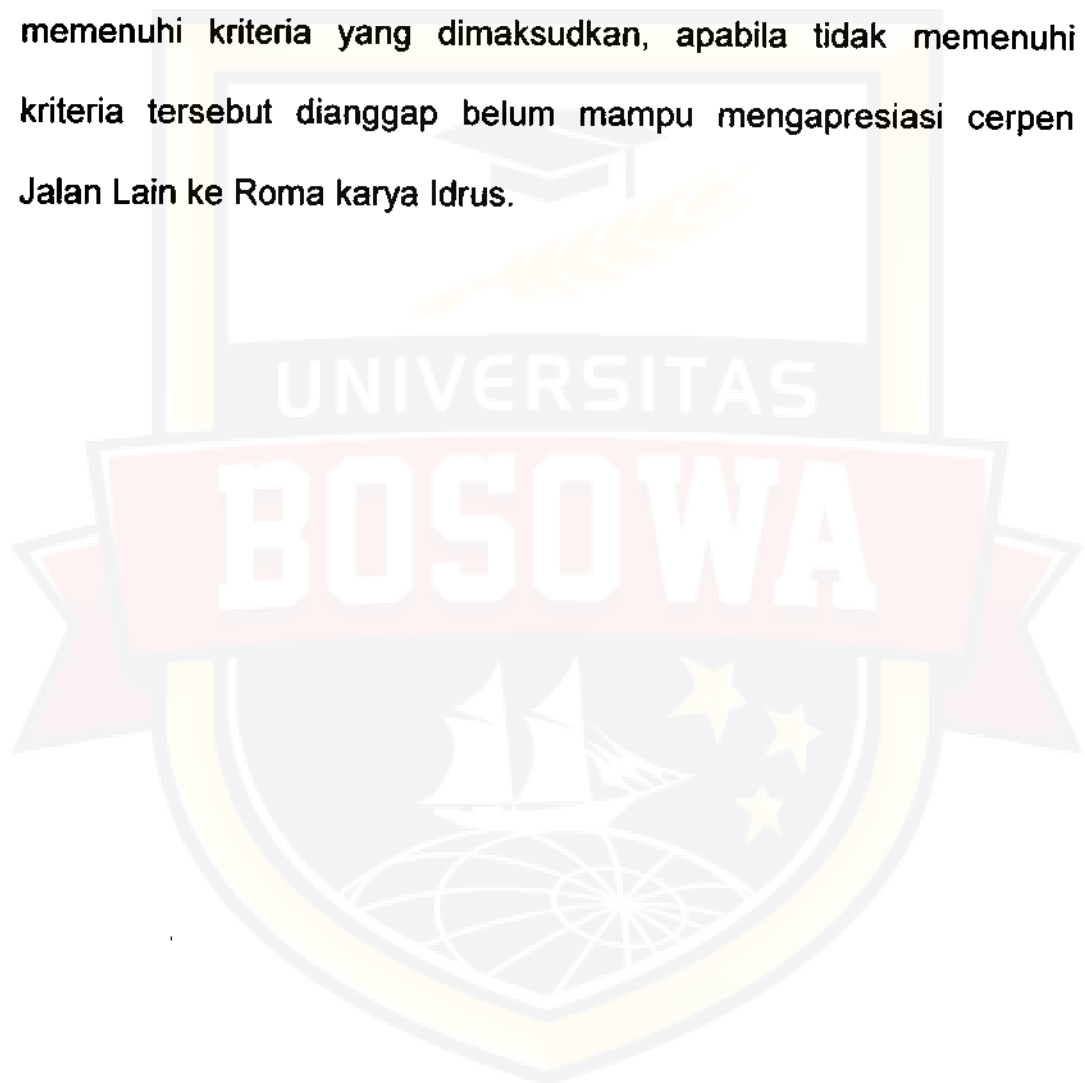 memenuhi kriteria yang dimaksudkan, apabila tidak memenuhi
kriteria tersebut dianggap belum mampu mengapresiasi cerpen
Jalan Lain ke Roma karya Idrus.
UNIVERSITAS
BOSOWA